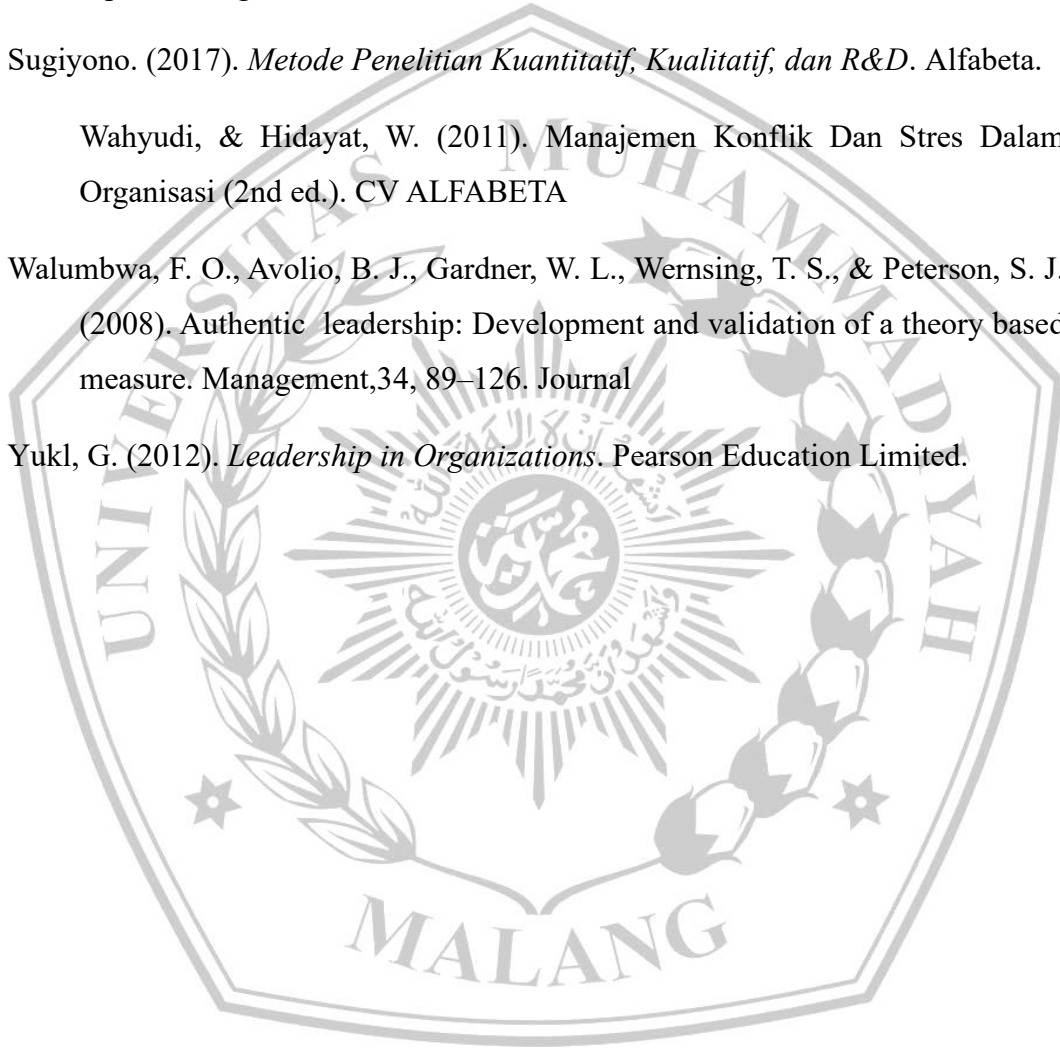 Sugiyono. (2017). Metode Penelitian Kuantitatif, Kualitatif, dan R&D. Alfabeta.
Wahyudi, & Hidayat, W. (2011). Manajemen Konflik Dan Stres Dalam
Organisasi (2nd ed.). CV ALFABETA
Walumbwa, F. O., Avolio, B. J., Gardner, W. L., Wernsing, T. S., & Peterson, S. J.
(2008). Authentic leadership: Development and validation of a theory based
measure. Management,34, 89–126. Journal
Yukl, G. (2012). Leadership in Organizations. Pearson Education Limited.
UNIVERSITAS MUHAMMADIYAH
MALANG